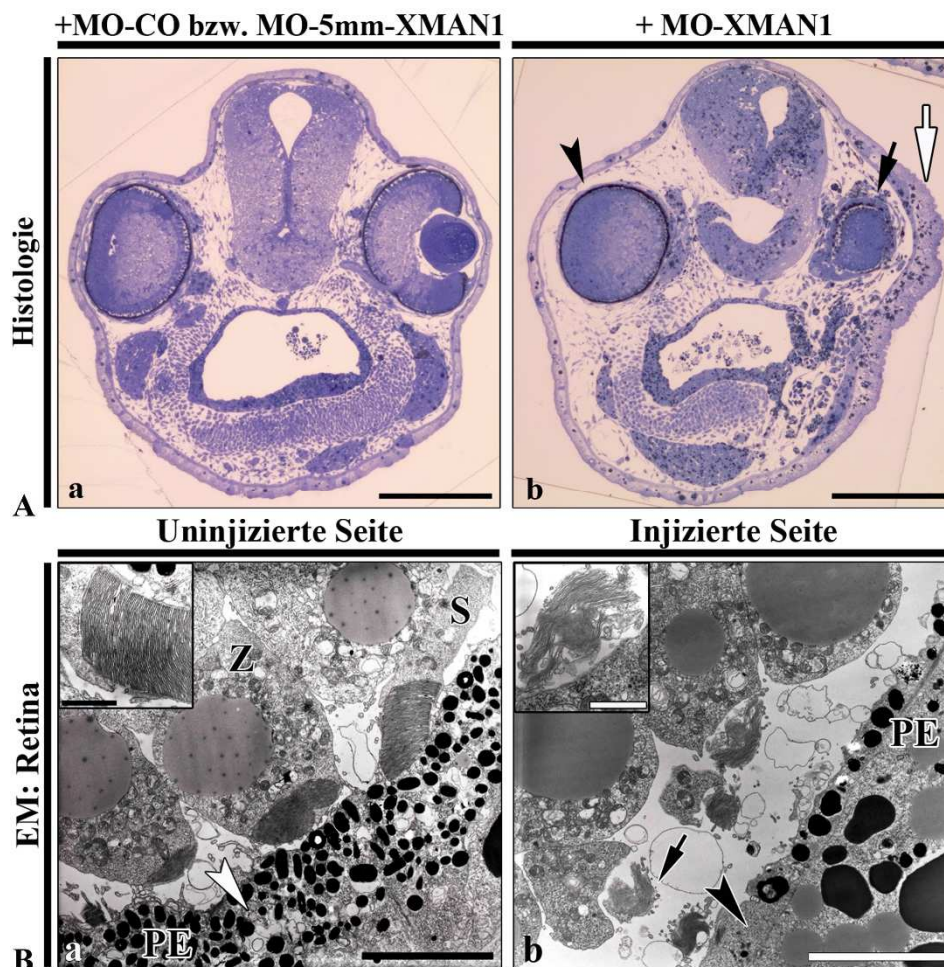 +MO-CO bzw. MO-5mm-XMAN1
+ MO-XMAN1
Histologie
A
a
b
Uninjizierte Seite
Injizierte Seite
EM: Retina
B
a
Z
S
PE
b
PE